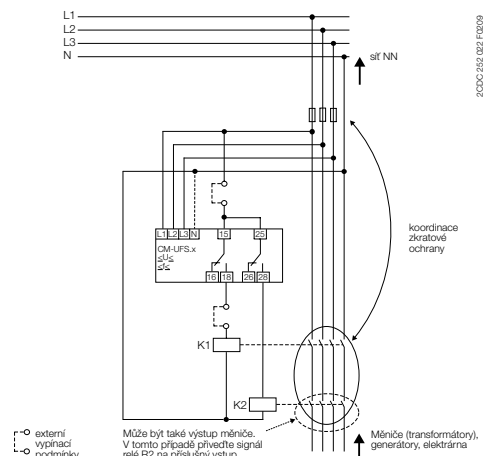 L1
L2
L3
N
síť NN
2CDC 252 022 F0209
koordinace
zkratové
ochrany
L1 L2 L3 N 15 25
CM-UFS.x
≤U≤
≤f≤
16 18 26 28
K1
K2
externí
vypínací
podmínky
Může být také výstup měniče.
V tomto případě přiveďte signál
relé R2 na příslušný vstup
Měniče (transformátory),
generátory, elektrárna